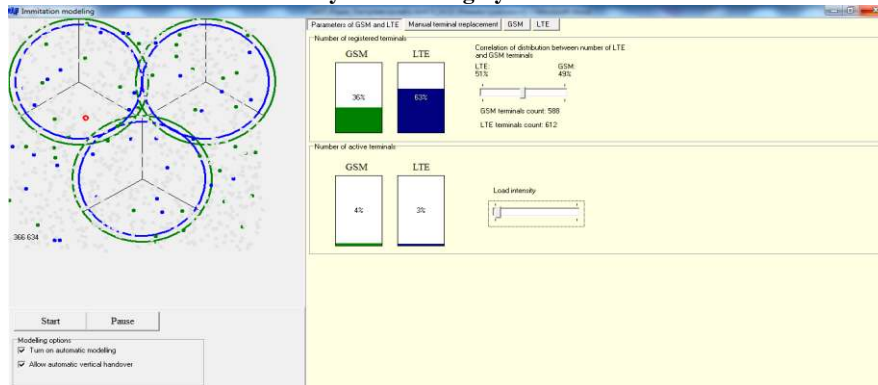 Immitation modeling
Parameters of GSM and LTE Manual terminal replacement GSM LTE
Number of registered terminals
GSM LTE
36% 63%
Correlation of distribution between number of LTE
and GSM terminals
LTE: GSM:
51% 49%
GSM terminals count: 588
LTE terminals count: 612
Number of active terminals
GSM LTE
4% 3%
Load intensity
366 634
Start Pause
Modelling options
Turn on automatic modelling
Allow automatic vertical handover